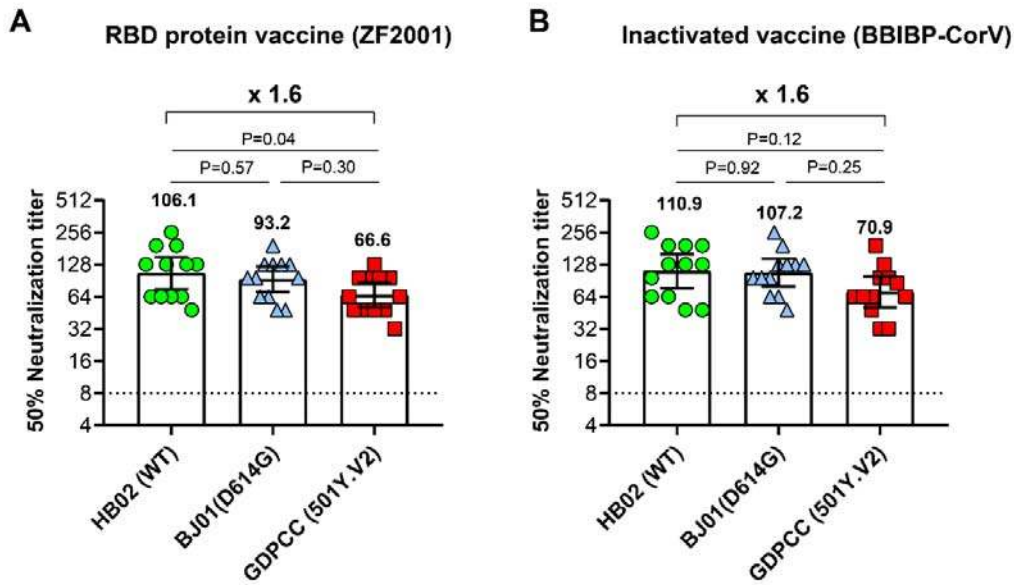 A
RBD protein vaccine (ZF2001)
x 1.6
P=0.04
P=0.57
P=0.30
106.1
93.2
66.6
50% Neutralization titer
512
256
128
64
32
16
8
4
HB02 (WT)
BJ01(D614G)
GDPCC (501Y.V2)
B
Inactivated vaccine (BBIBP-CorV)
x 1.6
P=0.12
P=0.92
P=0.25
110.9
107.2
70.9
50% Neutralization titer
512
256
128
64
32
16
8
4
HB02 (WT)
BJ01(D614G)
GDPCC (501Y.V2)